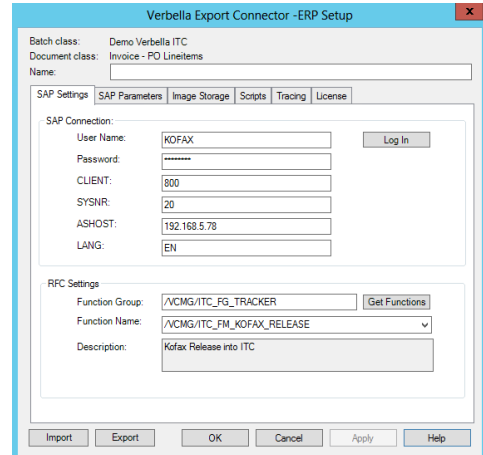 Verbella Export Connector -ERP Setup
x
Batch class: Demo Verbella ITC
Document class: Invoice - PO Lineitems
Name:
SAP Settings SAP Parameters Image Storage Scripts Tracing License
SAP Connection:
User Name: KOFAX Log In
Password: ********
CLIENT: 800
SYSNR: 20
ASHOST: 192.168.5.78
LANG: EN
RFC Settings
Function Group: /VCMG/ITC_FG_TRACKER Get Functions
Function Name: /VCMG/ITC_FM_KOFAX_RELEASE
Description: Kofax Release into ITC
Import Export OK Cancel Apply Help